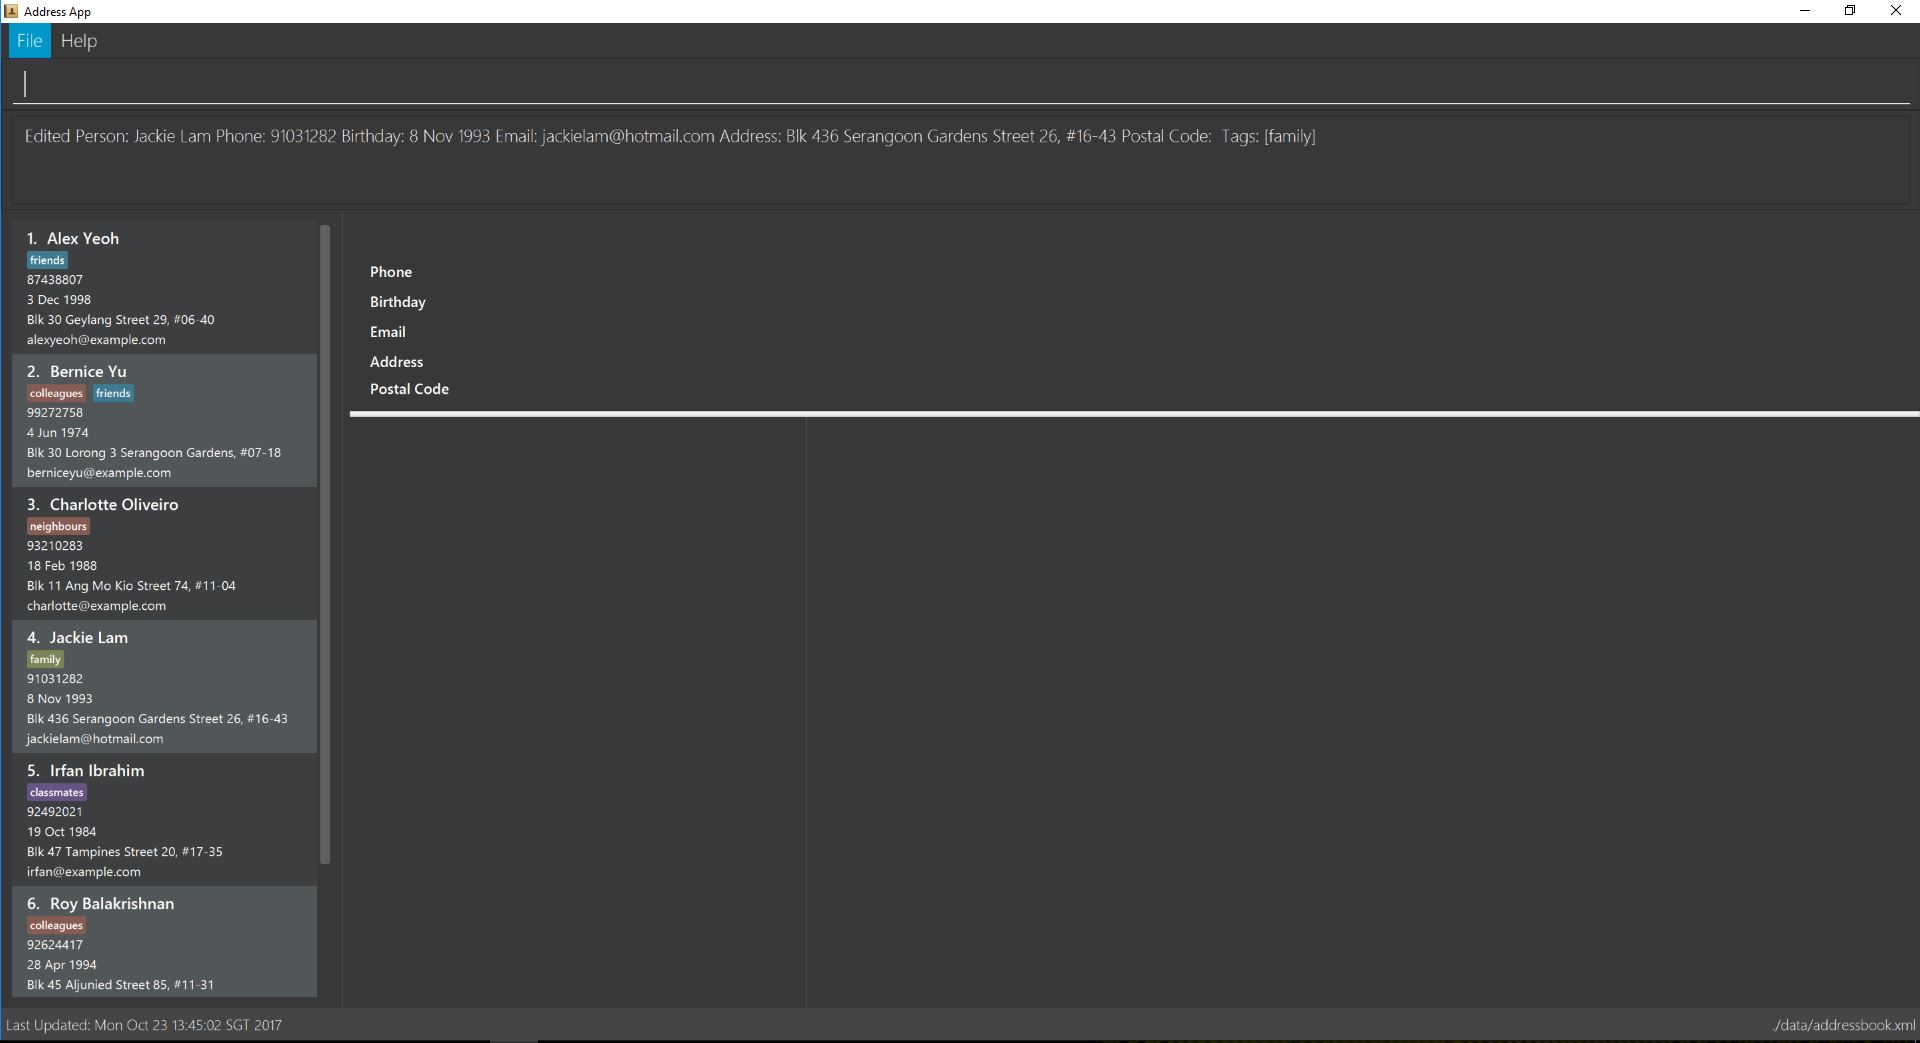 Address App
File Help
Edited Person: Jackie Lam Phone: 91031282 Birthday: 8 Nov 1993 Email: jackielam@hotmail.com Address: Blk 436 Serangoon Gardens Street 26, #16-43 Postal Code: Tags: [family]
1. Alex Yeoh
friends
87438807
3 Dec 1998
Blk 30 Geylang Street 29, #06-40
alexyeoh@example.com
2. Bernice Yu
colleagues friends
99272758
4 Jun 1974
Blk 30 Lorong 3 Serangoon Gardens, #07-18
berniceyu@example.com
3. Charlotte Oliveiro
neighbours
93210283
18 Feb 1988
Blk 11 Ang Mo Kio Street 74, #11-04
charlotte@example.com
4. Jackie Lam
family
91031282
8 Nov 1993
Blk 436 Serangoon Gardens Street 26, #16-43
jackielam@hotmail.com
5. Irfan Ibrahim
classmates
92492021
19 Oct 1984
Blk 47 Tampines Street 20, #17-35
irfan@example.com
6. Roy Balakrishnan
colleagues
92624417
28 Apr 1994
Blk 45 Aljunied Street 85, #11-31
Phone
Birthday
Email
Address
Postal Code
Last Updated: Mon Oct 23 13:45:02 SGT 2017
./data/addressbook.xml